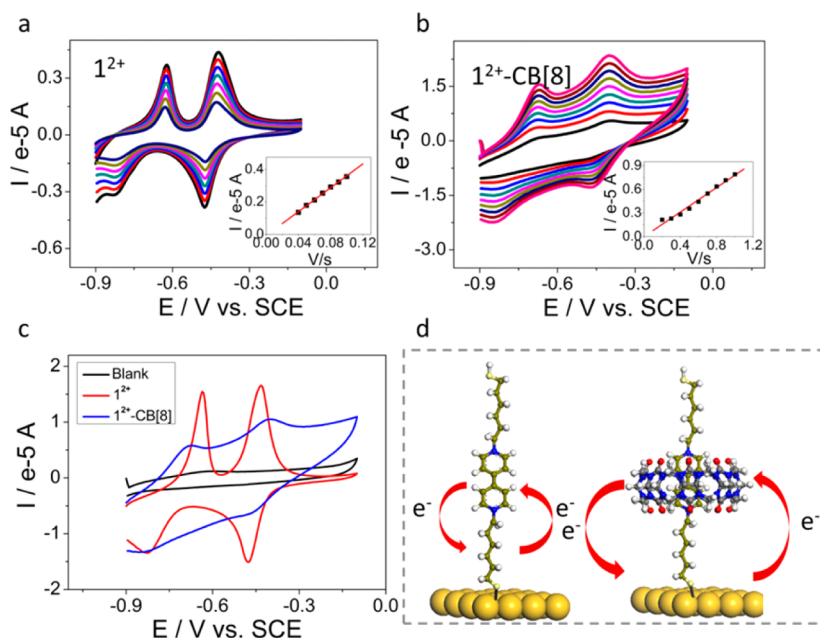 a
1²⁺
I / e-5 A
0.3
0.0
-0.3
-0.6
-0.9 -0.6 -0.3 0.0
E / V vs. SCE
I / e-5 A
0.4
0.2
0.0
0.00 0.04 0.08 0.12
V/s
b
1²⁺-CB[8]
I / e -5 A
1.5
0.0
-1.5
-3.0
-0.9 -0.6 -0.3 0.0
E / V vs. SCE
I / e-5 A
0.9
0.6
0.3
0.0
0.0 0.4 0.8 1.2
V/s
c
Blank
1²⁺
1²⁺-CB[8]
I / e-5 A
2
1
0
-1
-2
-0.9 -0.6 -0.3 0.0
E / V vs. SCE
d
e⁻
e⁻
e⁻
e⁻